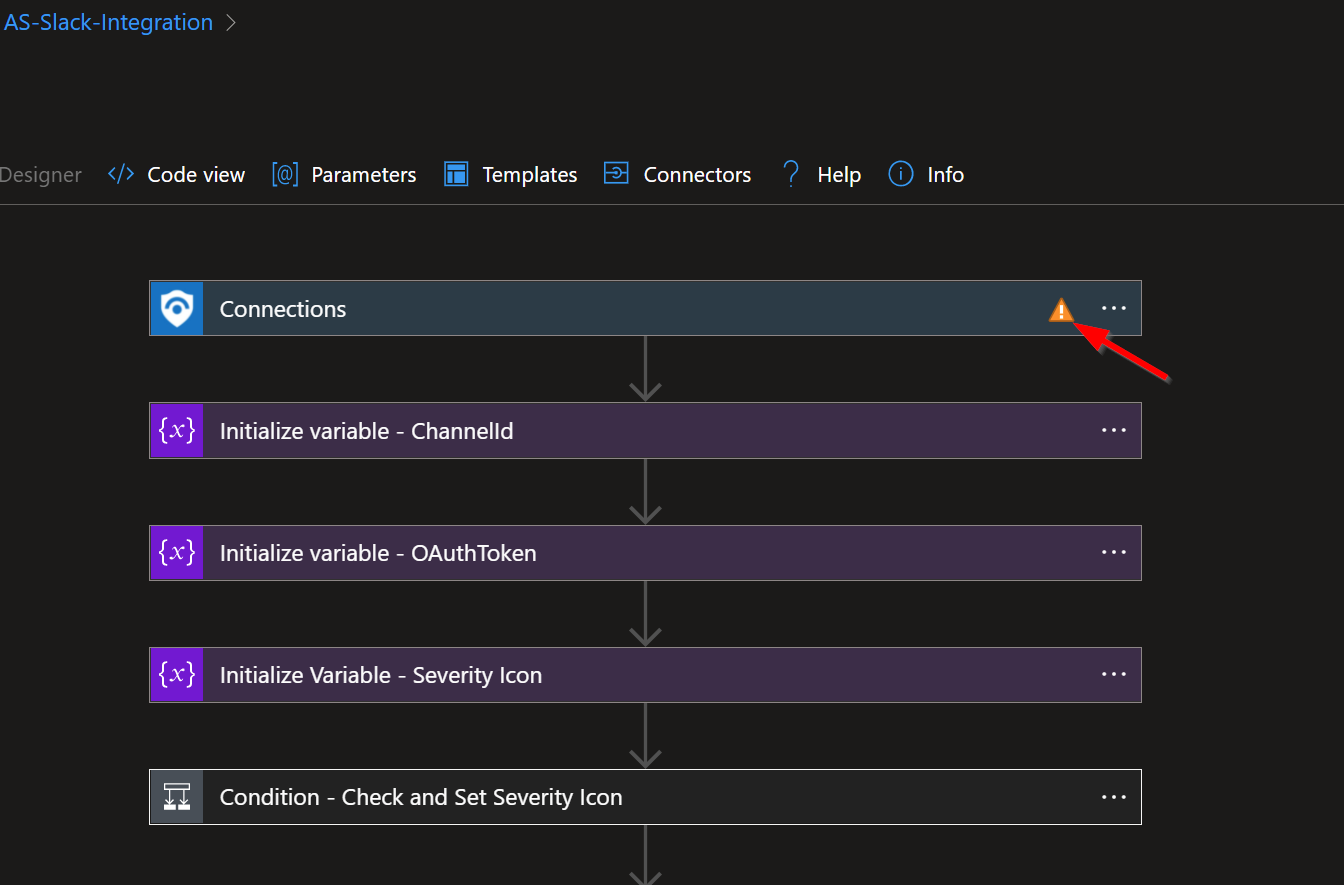 AS-Slack-Integration
Designer Code view Parameters Templates Connectors Help Info
Connections
Initialize variable - ChannelId
Initialize variable - OAuthToken
Initialize Variable - Severity Icon
Condition - Check and Set Severity Icon